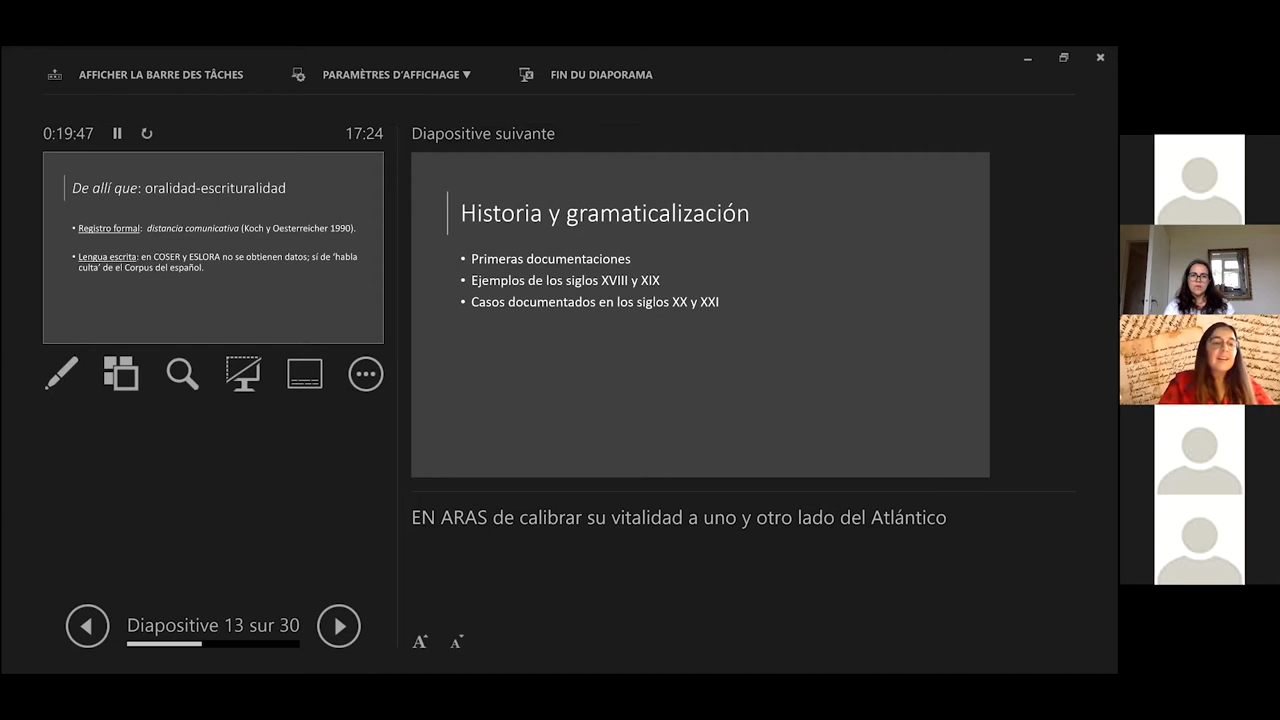 AFFICHER LA BARRE DES TÂCHES
PARAMÈTRES D'AFFICHAGE ▼
FIN DU DIAPORAMA
0:19:47
17:24
De allí que: oralidad-escrituralidad
• Registro formal: distancia comunicativa (Koch y Oesterreicher 1990).
• Lengua escrita: en COSER y ESLORA no se obtienen datos; sí de 'habla
culta' de el Corpus del español.
Diapositive 13 sur 30
Diapositive suivante
Historia y gramaticalización
• Primeras documentaciones
• Ejemplos de los siglos XVIII y XIX
• Casos documentados en los siglos XX y XXI
EN ARAS de calibrar su vitalidad a uno y otro lado del Atlántico
A A